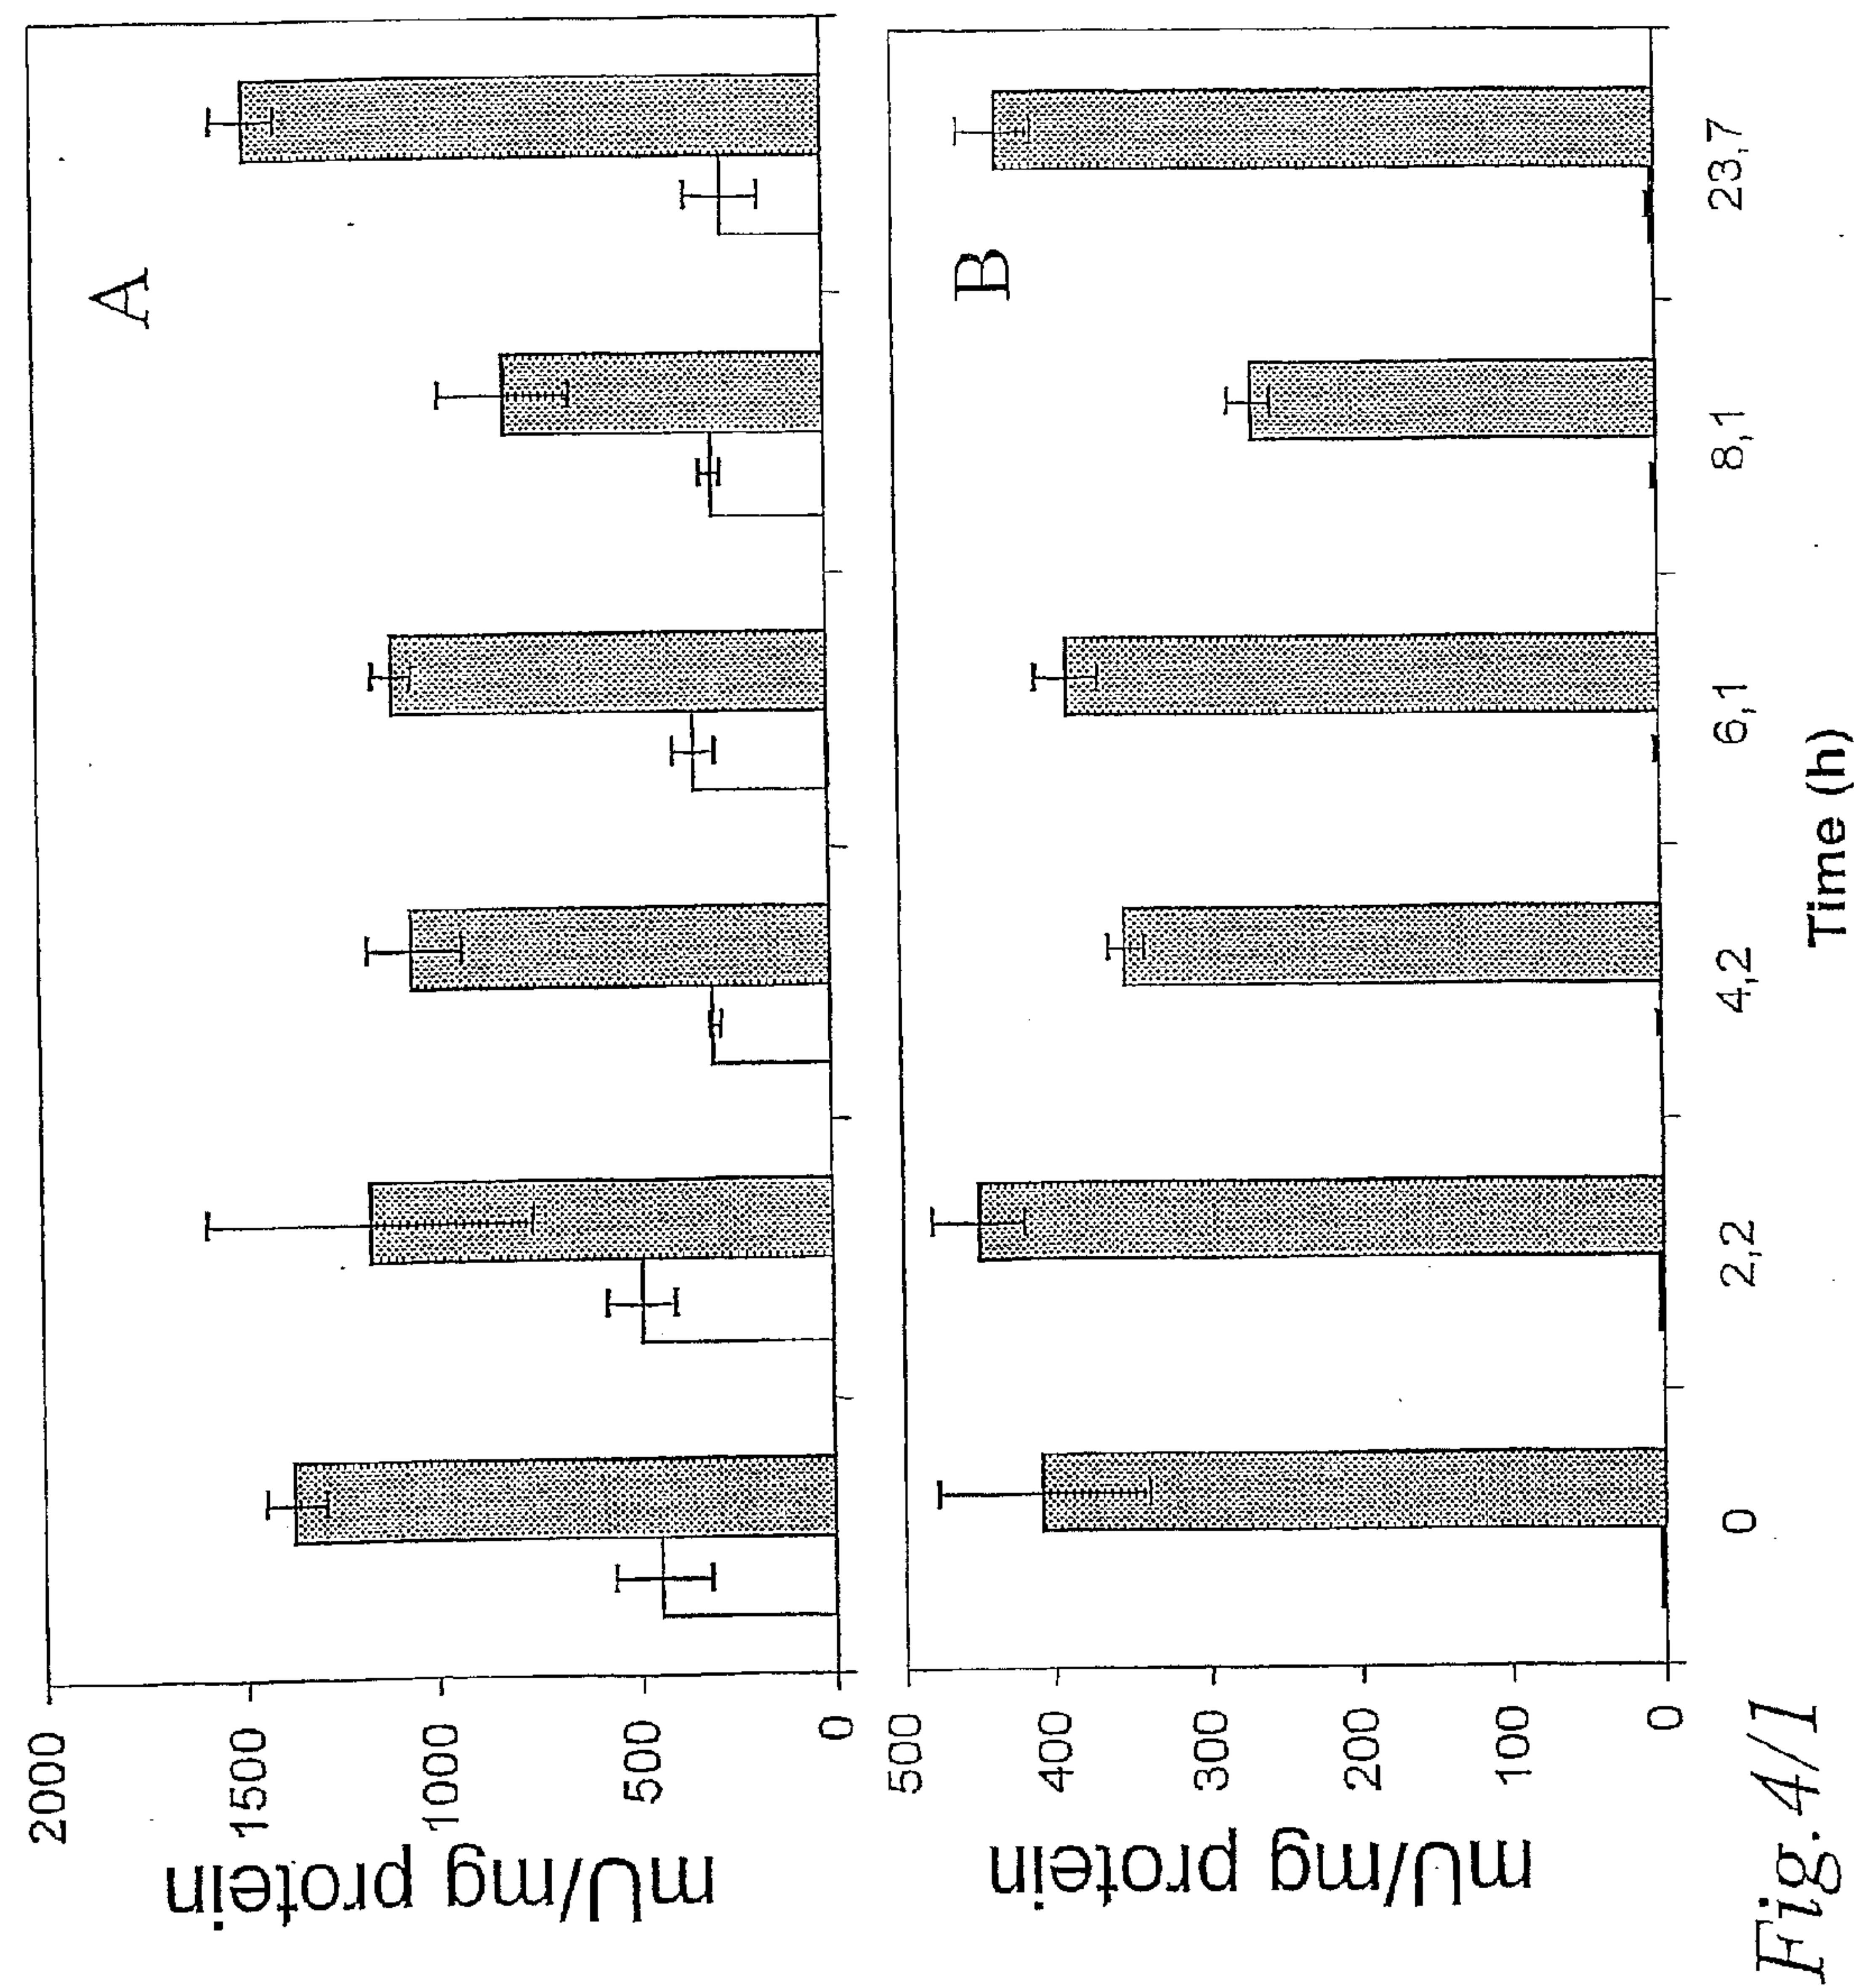 A
2000
1500
1000
500
0
mU/mg protein
B
500
400
300
200
100
0
mU/mg protein
0 2,2 4,2 6,1 8,1 23,7
Time (h)
Fig. 4/1